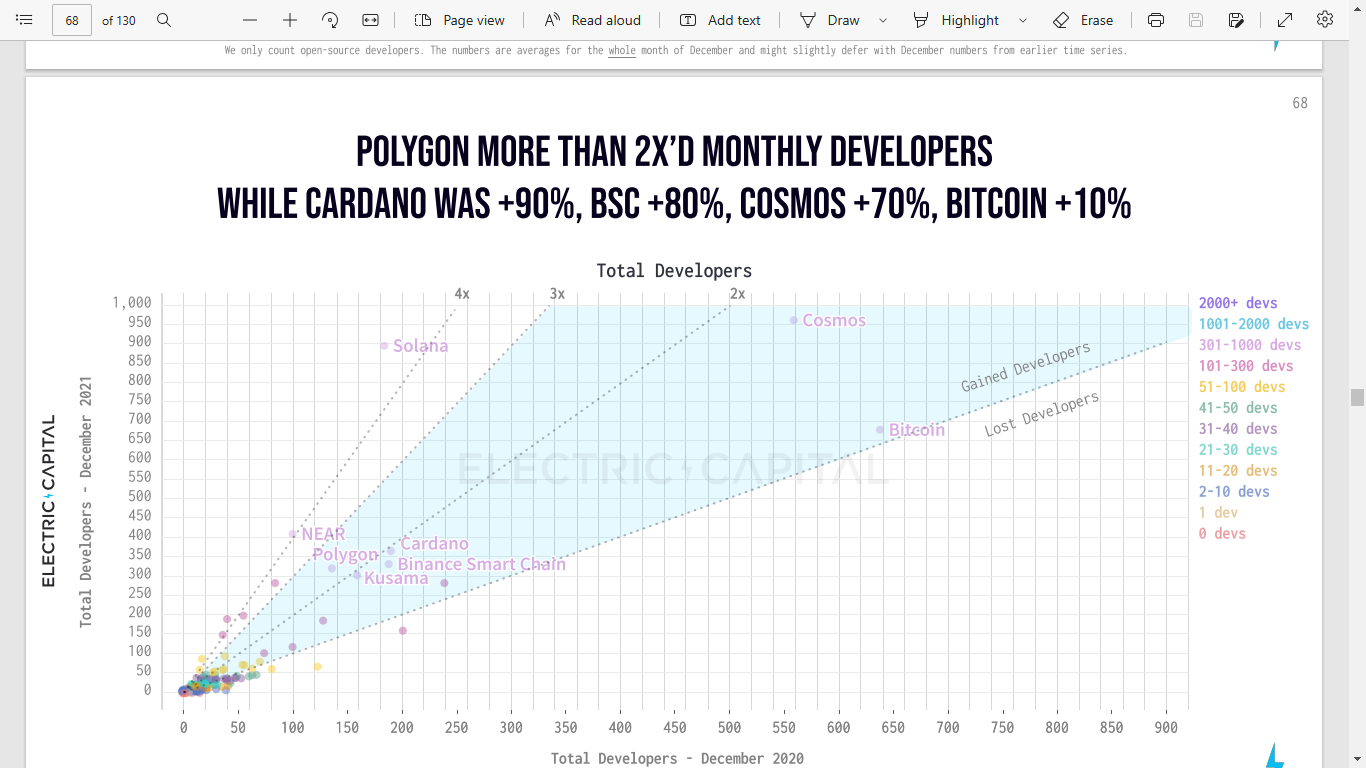 68 of 130 Page view Read aloud Add text Draw Highlight Erase
We only count open-source developers. The numbers are averages for the whole month of December and might slightly defer with December numbers from earlier time series.
68
POLYGON MORE THAN 2X'D MONTHLY DEVELOPERS
WHILE CARDANO WAS +90%, BSC +80%, COSMOS +70%, BITCOIN +10%
Total Developers
4x 3x 2x
1,000
950
900
850
800
750
700
650
600
550
500
450
400
350
300
250
200
150
100
50
0
Total Developers - December 2021
ELECTRIC CAPITAL
Cosmos
Solana
Gained Developers
Lost Developers
Bitcoin
ELECTRIC CAPITAL
NEAR
Cardano
Polygon
Binance Smart Chain
Kusama
2000+ devs
1001-2000 devs
301-1000 devs
101-300 devs
51-100 devs
41-50 devs
31-40 devs
21-30 devs
11-20 devs
2-10 devs
1 dev
0 devs
0 50 100 150 200 250 300 350 400 450 500 550 600 650 700 750 800 850 900
Total Developers - December 2020